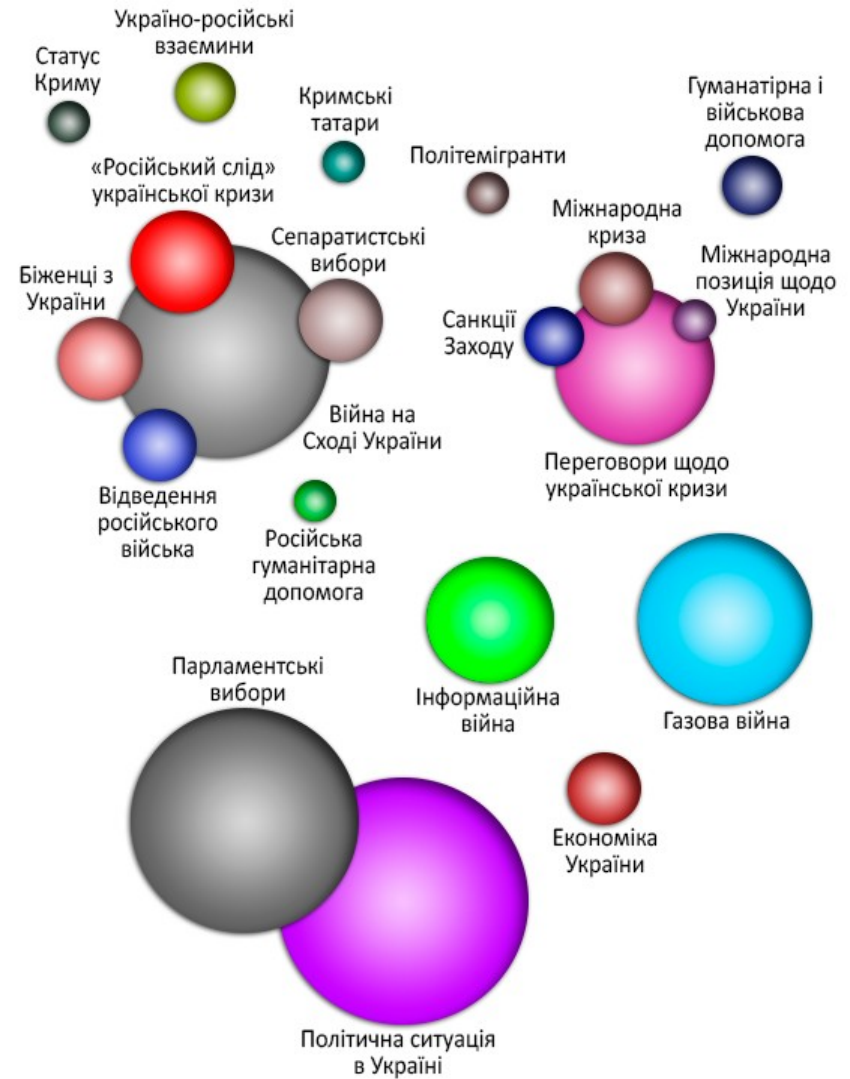 Україно-російські
взаємини
Статус
Криму
Кримські
татари
Гуманатірна і
військова
допомога
Політемігранти
«Російський слід»
української кризи
Міжнародна
криза
Сепаратистські
вибори
Міжнародна
позиція щодо
України
Біженці з
України
Санкції
Заходу
Війна на
Сході України
Переговори щодо
української кризи
Відведення
російського
війська
Російська
гуманітарна
допомога
Парламентські
вибори
Інформаційна
війна
Газова війна
Економіка
України
Політична ситуація
в Україні